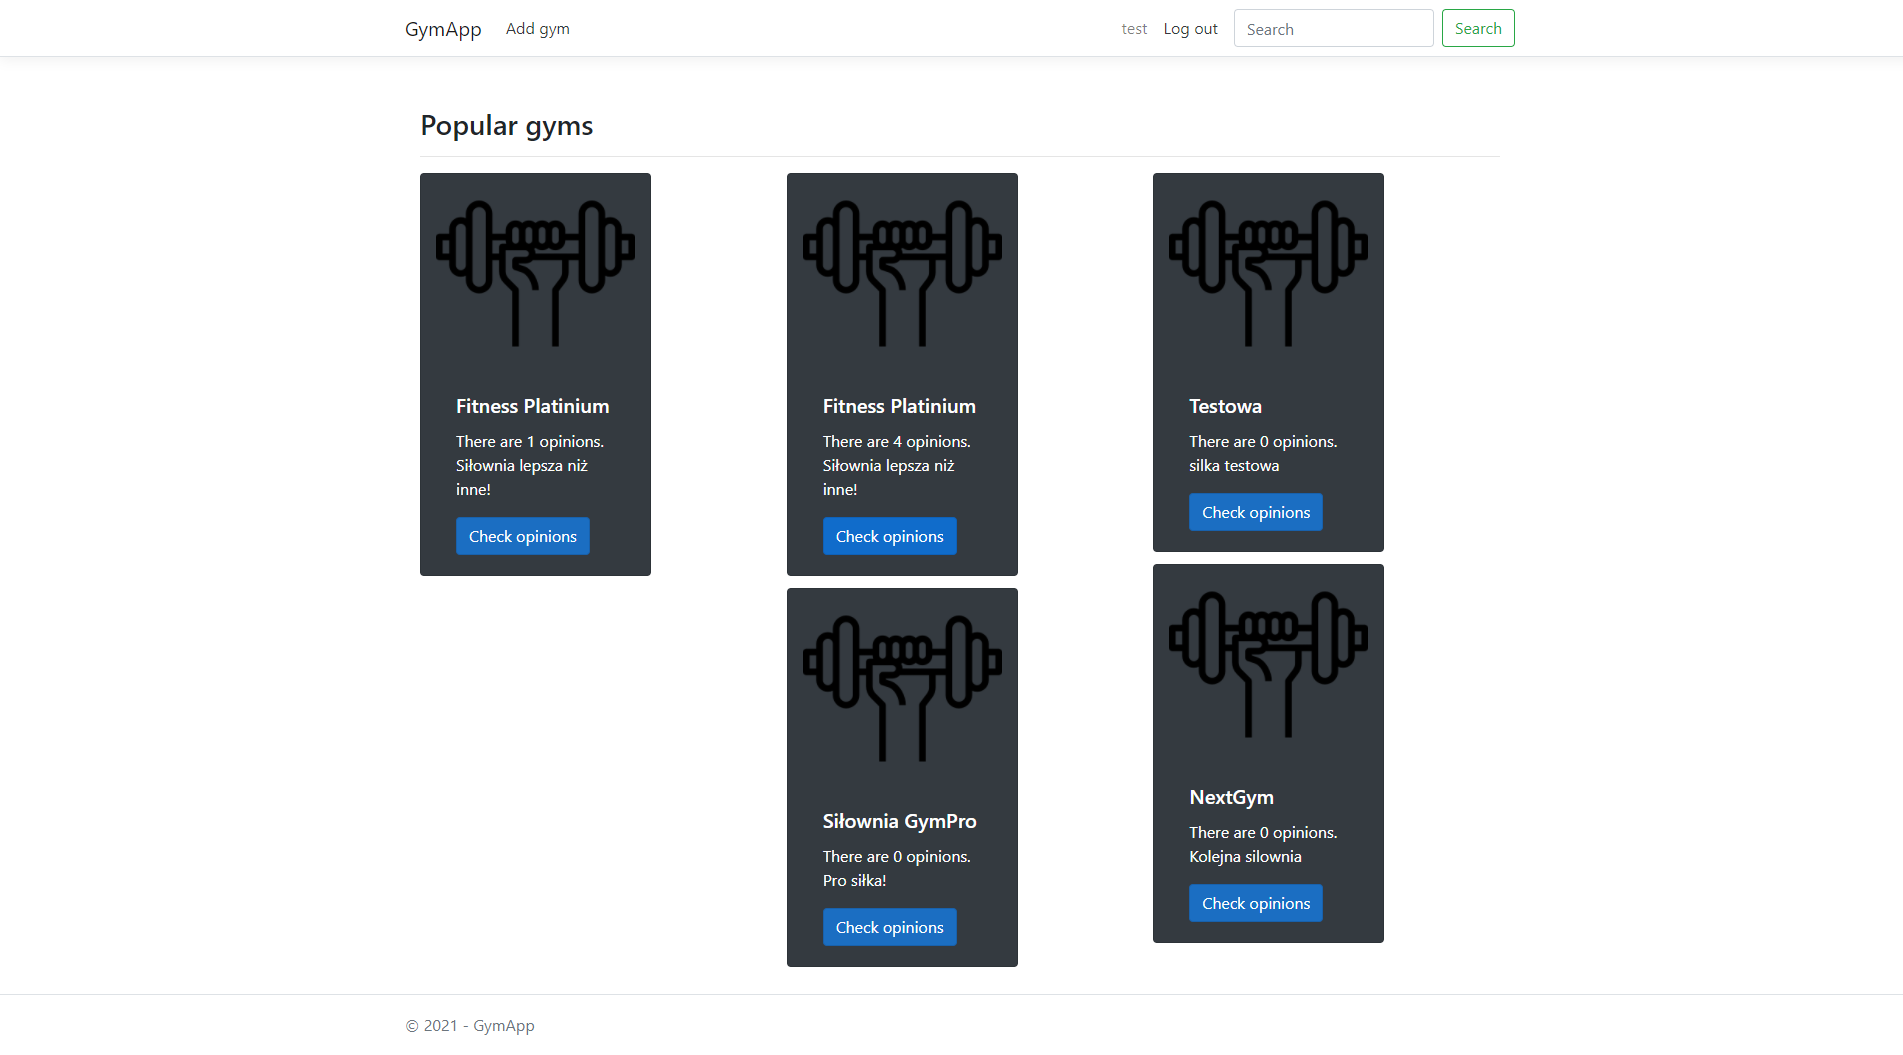 GymApp Add gym test Log out Search Search
Popular gyms
Fitness Platinium
There are 1 opinions.
Siłownia lepsza niż
inne!
Check opinions
Fitness Platinium
There are 4 opinions.
Siłownia lepsza niż
inne!
Check opinions
Testowa
There are 0 opinions.
silka testowa
Check opinions
Siłownia GymPro
There are 0 opinions.
Pro siłka!
Check opinions
NextGym
There are 0 opinions.
Kolejna silownia
Check opinions
© 2021 - GymApp